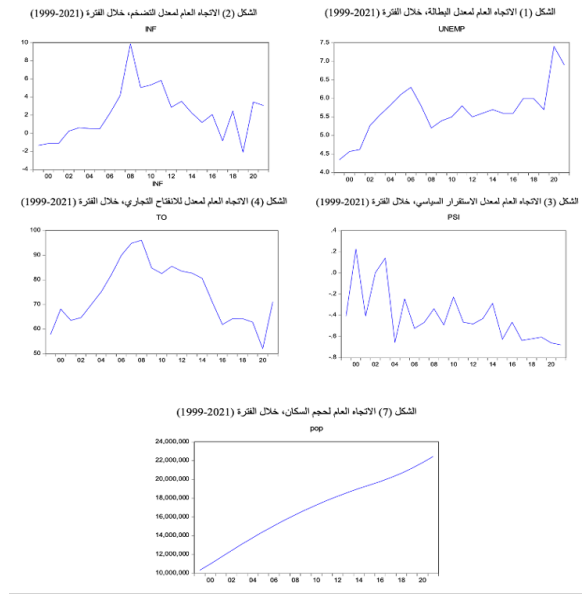 الشكل (1) الاتجاه العام لمعدل البطالة، خلال الفترة (2021-1999)
UNEMP
7.5
7.0
6.5
6.0
5.5
5.0
4.5
4.0
00 02 04 06 08 10 12 14 16 18 20
الشكل (2) الاتجاه العام لمعدل التضخم، خلال الفترة (2021-1999)
INF
10
8
6
4
2
0
-2
-4
00 02 04 06 08 10 12 14 16 18 20
INF
الشكل (3) الاتجاه العام لمعدل الاستقرار السياسي، خلال الفترة (2021-1999)
PSI
.4
.2
.0
-.2
-.4
-.6
-.8
00 02 04 06 08 10 12 14 16 18 20
الشكل (4) الاتجاه العام لمعدل للانفتاح التجاري، خلال الفترة (2021-1999)
TO
100
90
80
70
60
50
00 02 04 06 08 10 12 14 16 18 20
الشكل (7) الاتجاه العام لحجم السكان، خلال الفترة (2021-1999)
pop
24,000,000
22,000,000
20,000,000
18,000,000
16,000,000
14,000,000
12,000,000
10,000,000
00 02 04 06 08 10 12 14 16 18 20